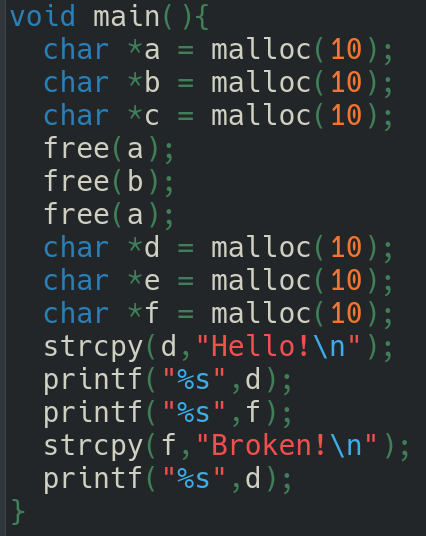 void main(){
  char *a = malloc(10);
  char *b = malloc(10);
  char *c = malloc(10);
  free(a);
  free(b);
  free(a);
  char *d = malloc(10);
  char *e = malloc(10);
  char *f = malloc(10);
  strcpy(d,"Hello!\n");
  printf("%s",d);
  printf("%s",f);
  strcpy(f,"Broken!\n");
  printf("%s",d);
}